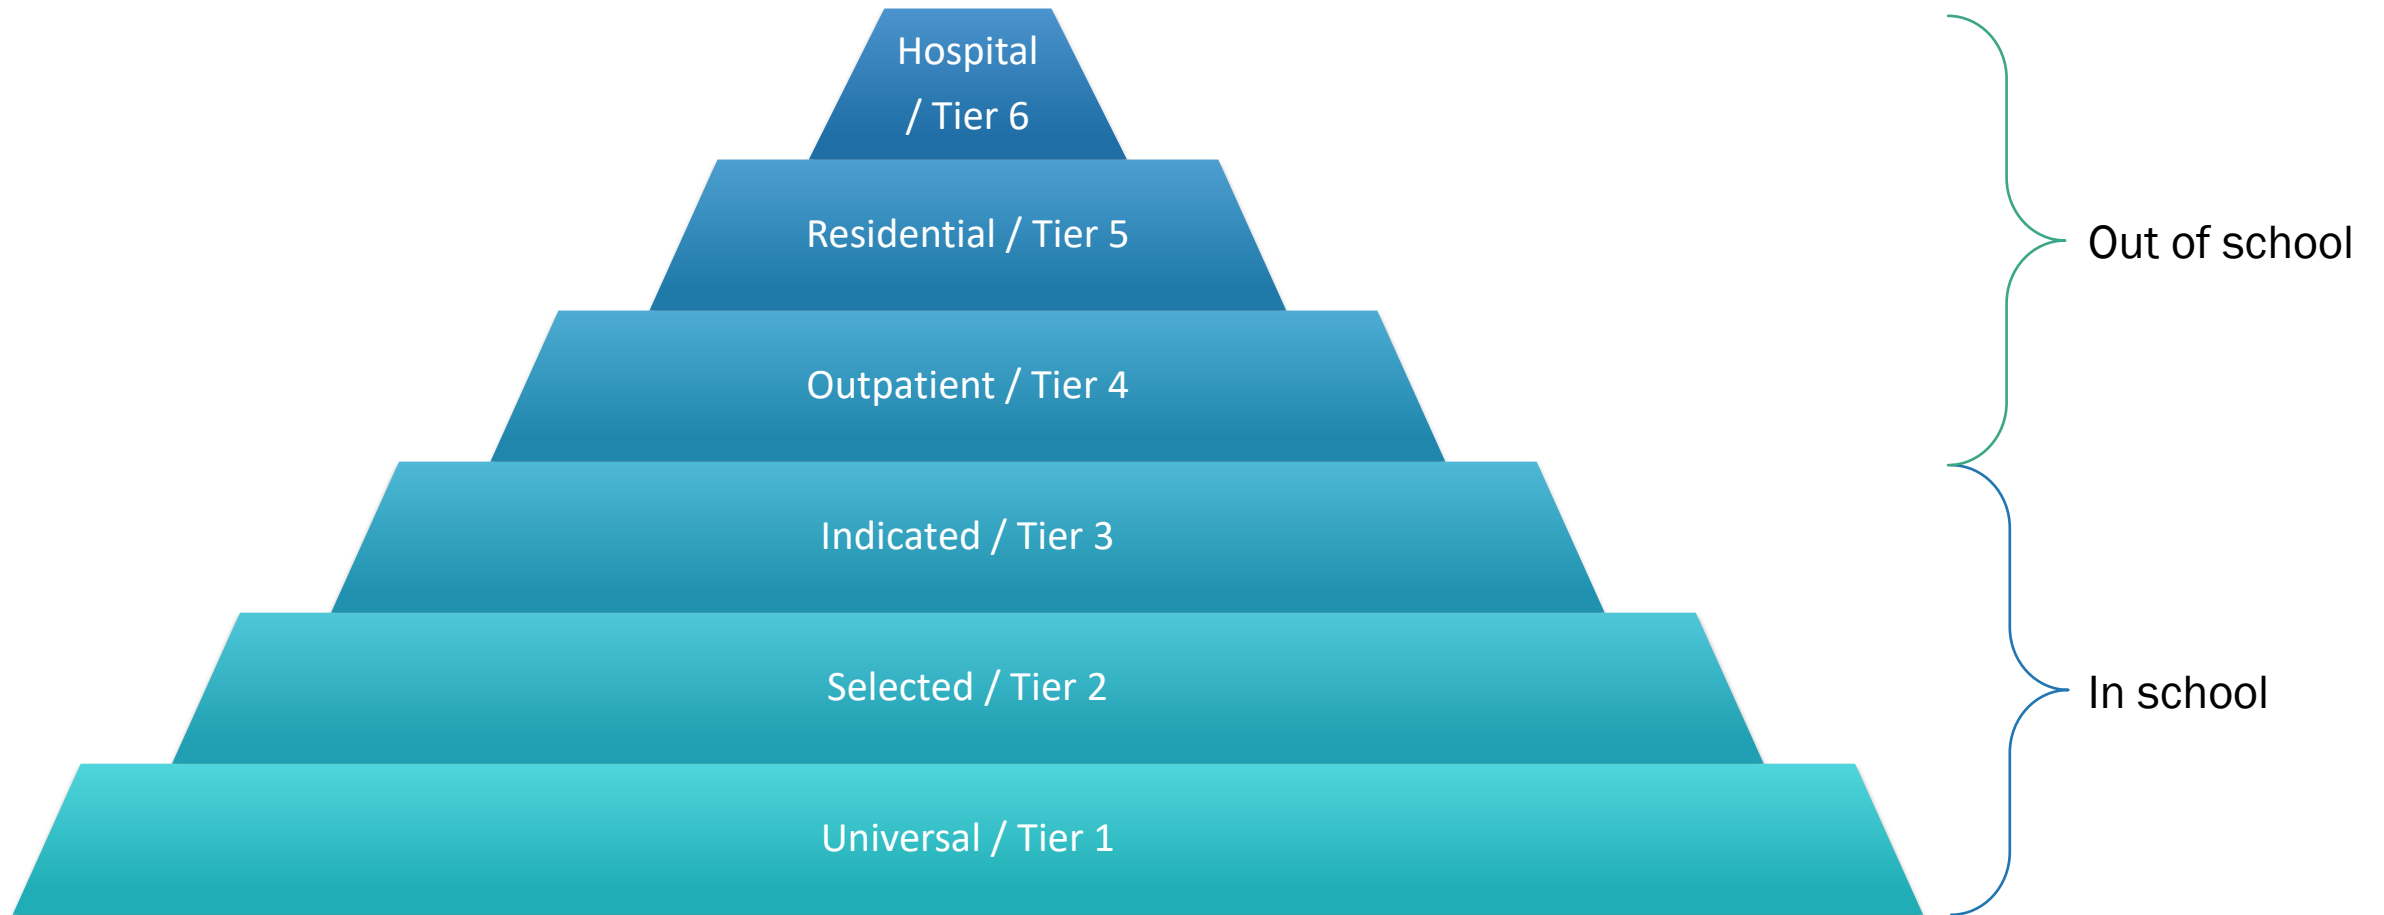 Hospital
/ Tier 6
Residential / Tier 5
Out of school
Outpatient / Tier 4
Indicated / Tier 3
Selected / Tier 2
In school
Universal / Tier 1